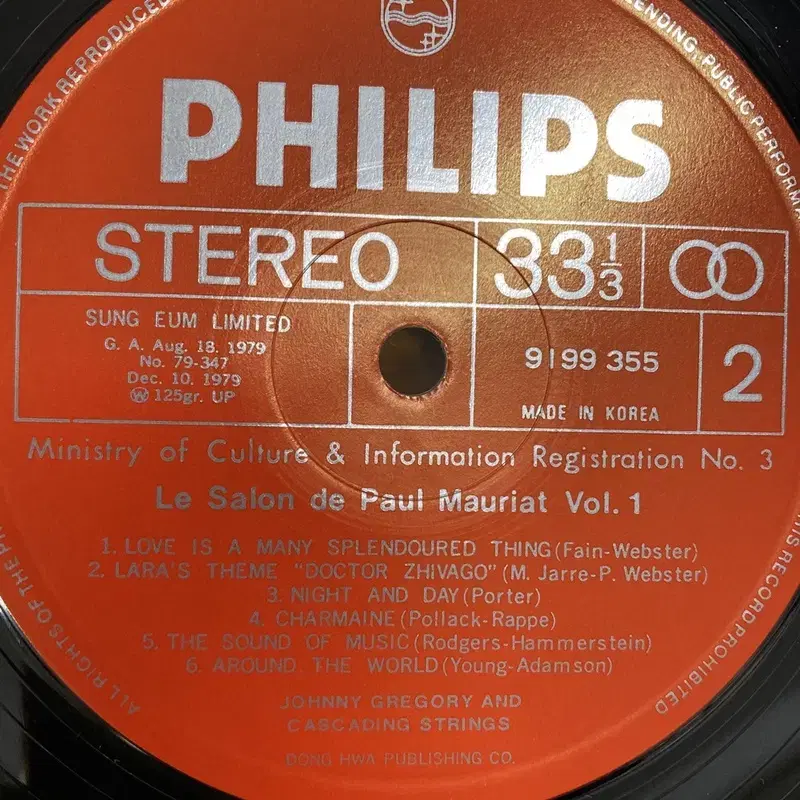 THE WORK REPRODUCED
LENDING, PUBLIC PERFORM
PHILIPS
STEREO
33 1/3
SUNG EUM LIMITED
G. A. Aug. 18. 1979
No. 79-347
Dec. 10. 1979
Ⓦ 125gr. UP
9199 355
MADE IN KOREA
2
Ministry of Culture & Information Registration No. 3
Le Salon de Paul Mauriat Vol. 1
1. LOVE IS A MANY SPLENDOURED THING (Fain-Webster)
2. LARA'S THEME "DOCTOR ZHIVAGO" (M. Jarre-P. Webster)
3. NIGHT AND DAY (Porter)
4. CHARMAINE (Pollack-Rappe)
5. THE SOUND OF MUSIC (Rodgers-Hammerstein)
6. AROUND THE WORLD (Young-Adamson)
JOHNNY GREGORY AND
CASCADING STRINGS
DONG HWA PUBLISHING CO.
ALL RIGHTS OF THE
RECORD PROHIBITED